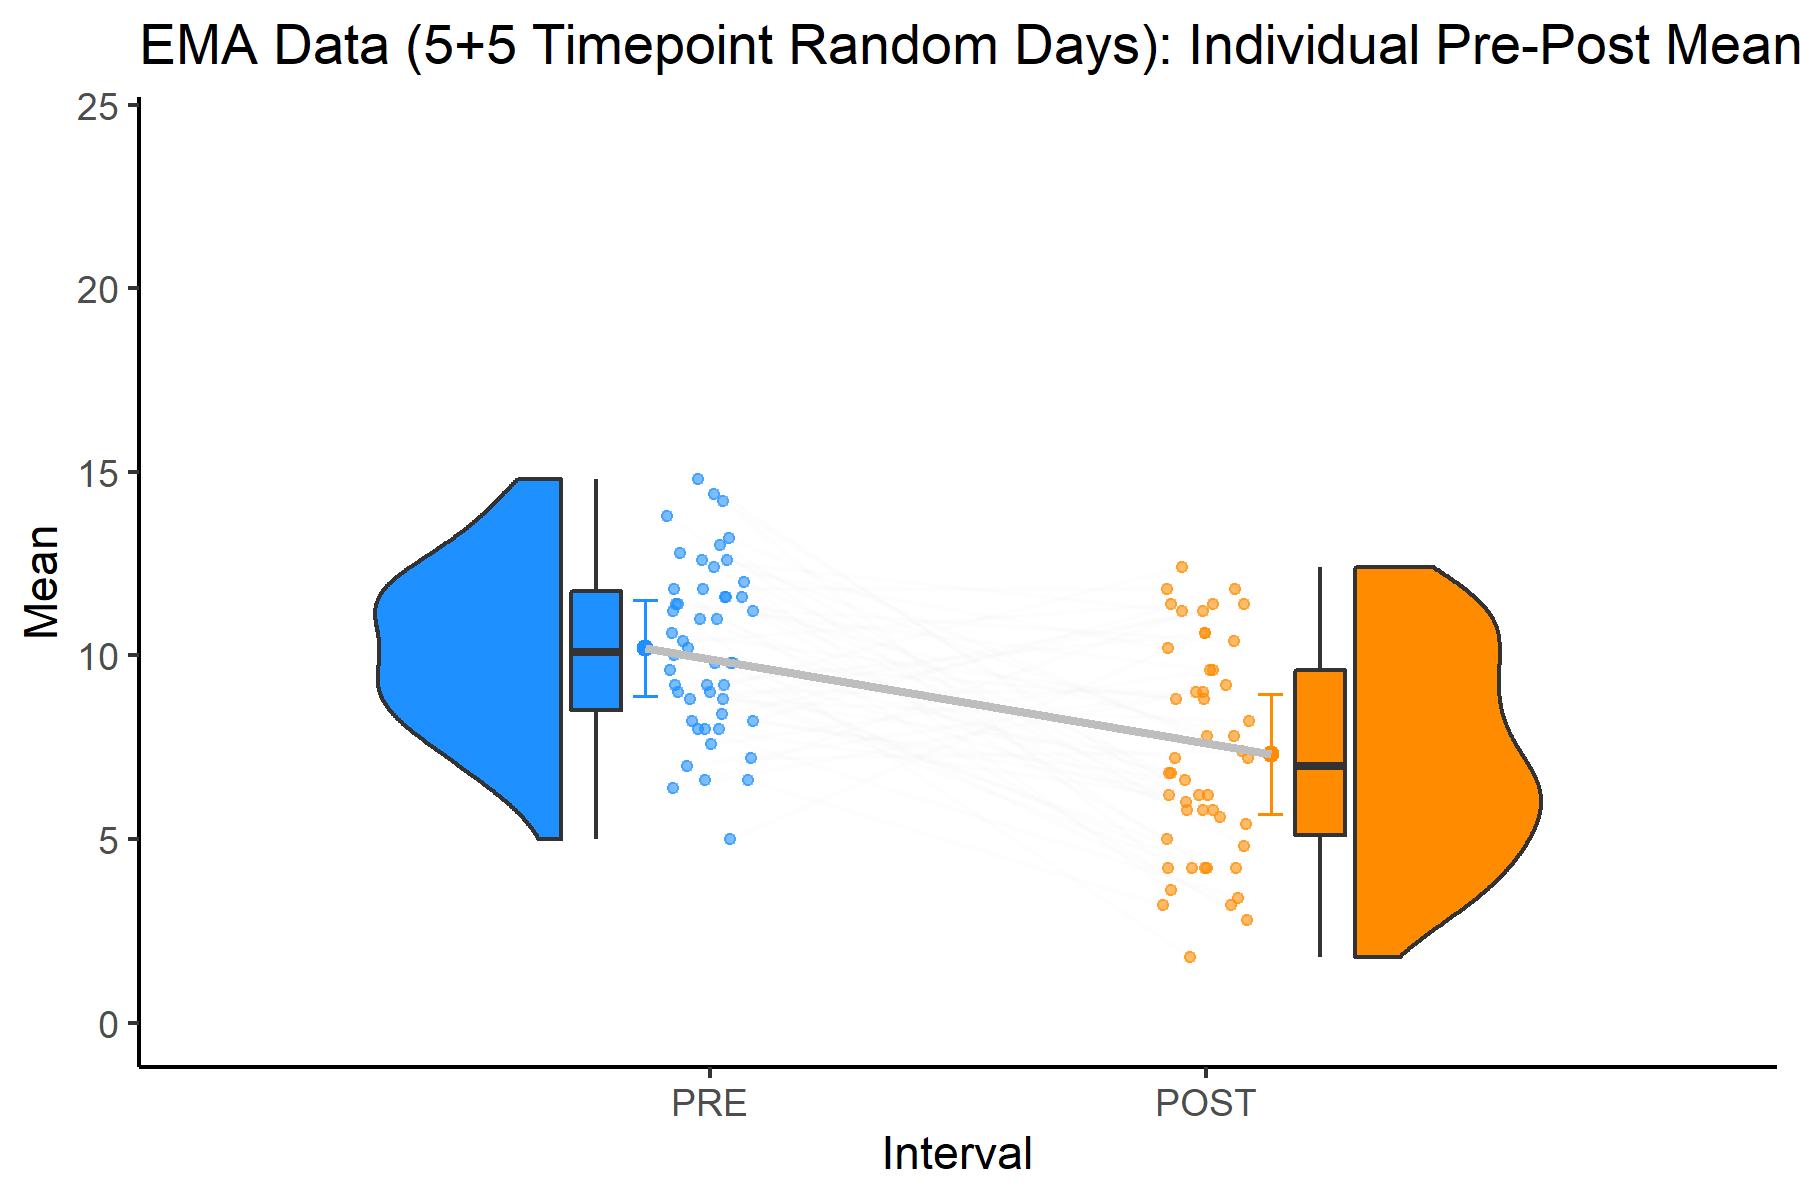 EMA Data (5+5 Timepoint Random Days): Individual Pre-Post Mean
25
20
15
10
5
0
Mean
PRE
POST
Interval